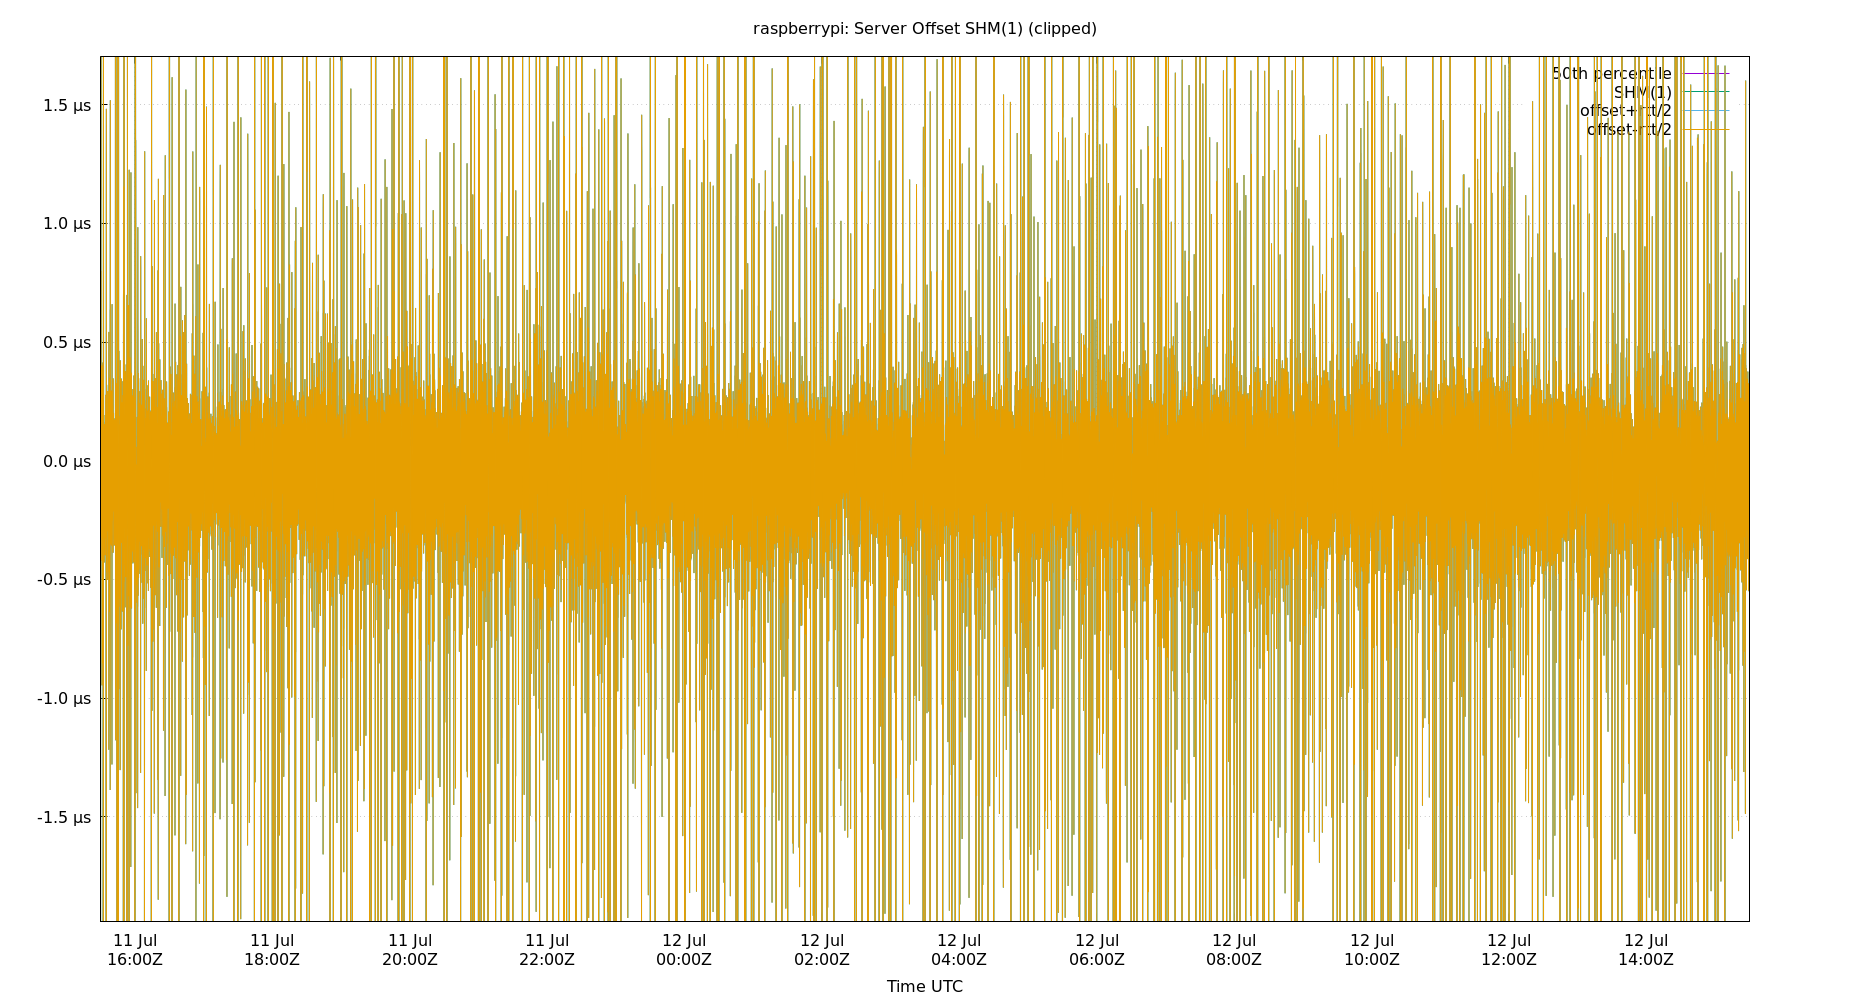 raspberrypi: Server Offset SHM(1) (clipped)
50th percentile
SHM(1)
offset+rtt/2
offset-rtt/2
1.5 µs
1.0 µs
0.5 µs
0.0 µs
-0.5 µs
-1.0 µs
-1.5 µs
11 Jul 11 Jul 11 Jul 11 Jul 12 Jul 12 Jul 12 Jul 12 Jul 12 Jul 12 Jul 12 Jul 12 Jul
16:00Z 18:00Z 20:00Z 22:00Z 00:00Z 02:00Z 04:00Z 06:00Z 08:00Z 10:00Z 12:00Z 14:00Z
Time UTC